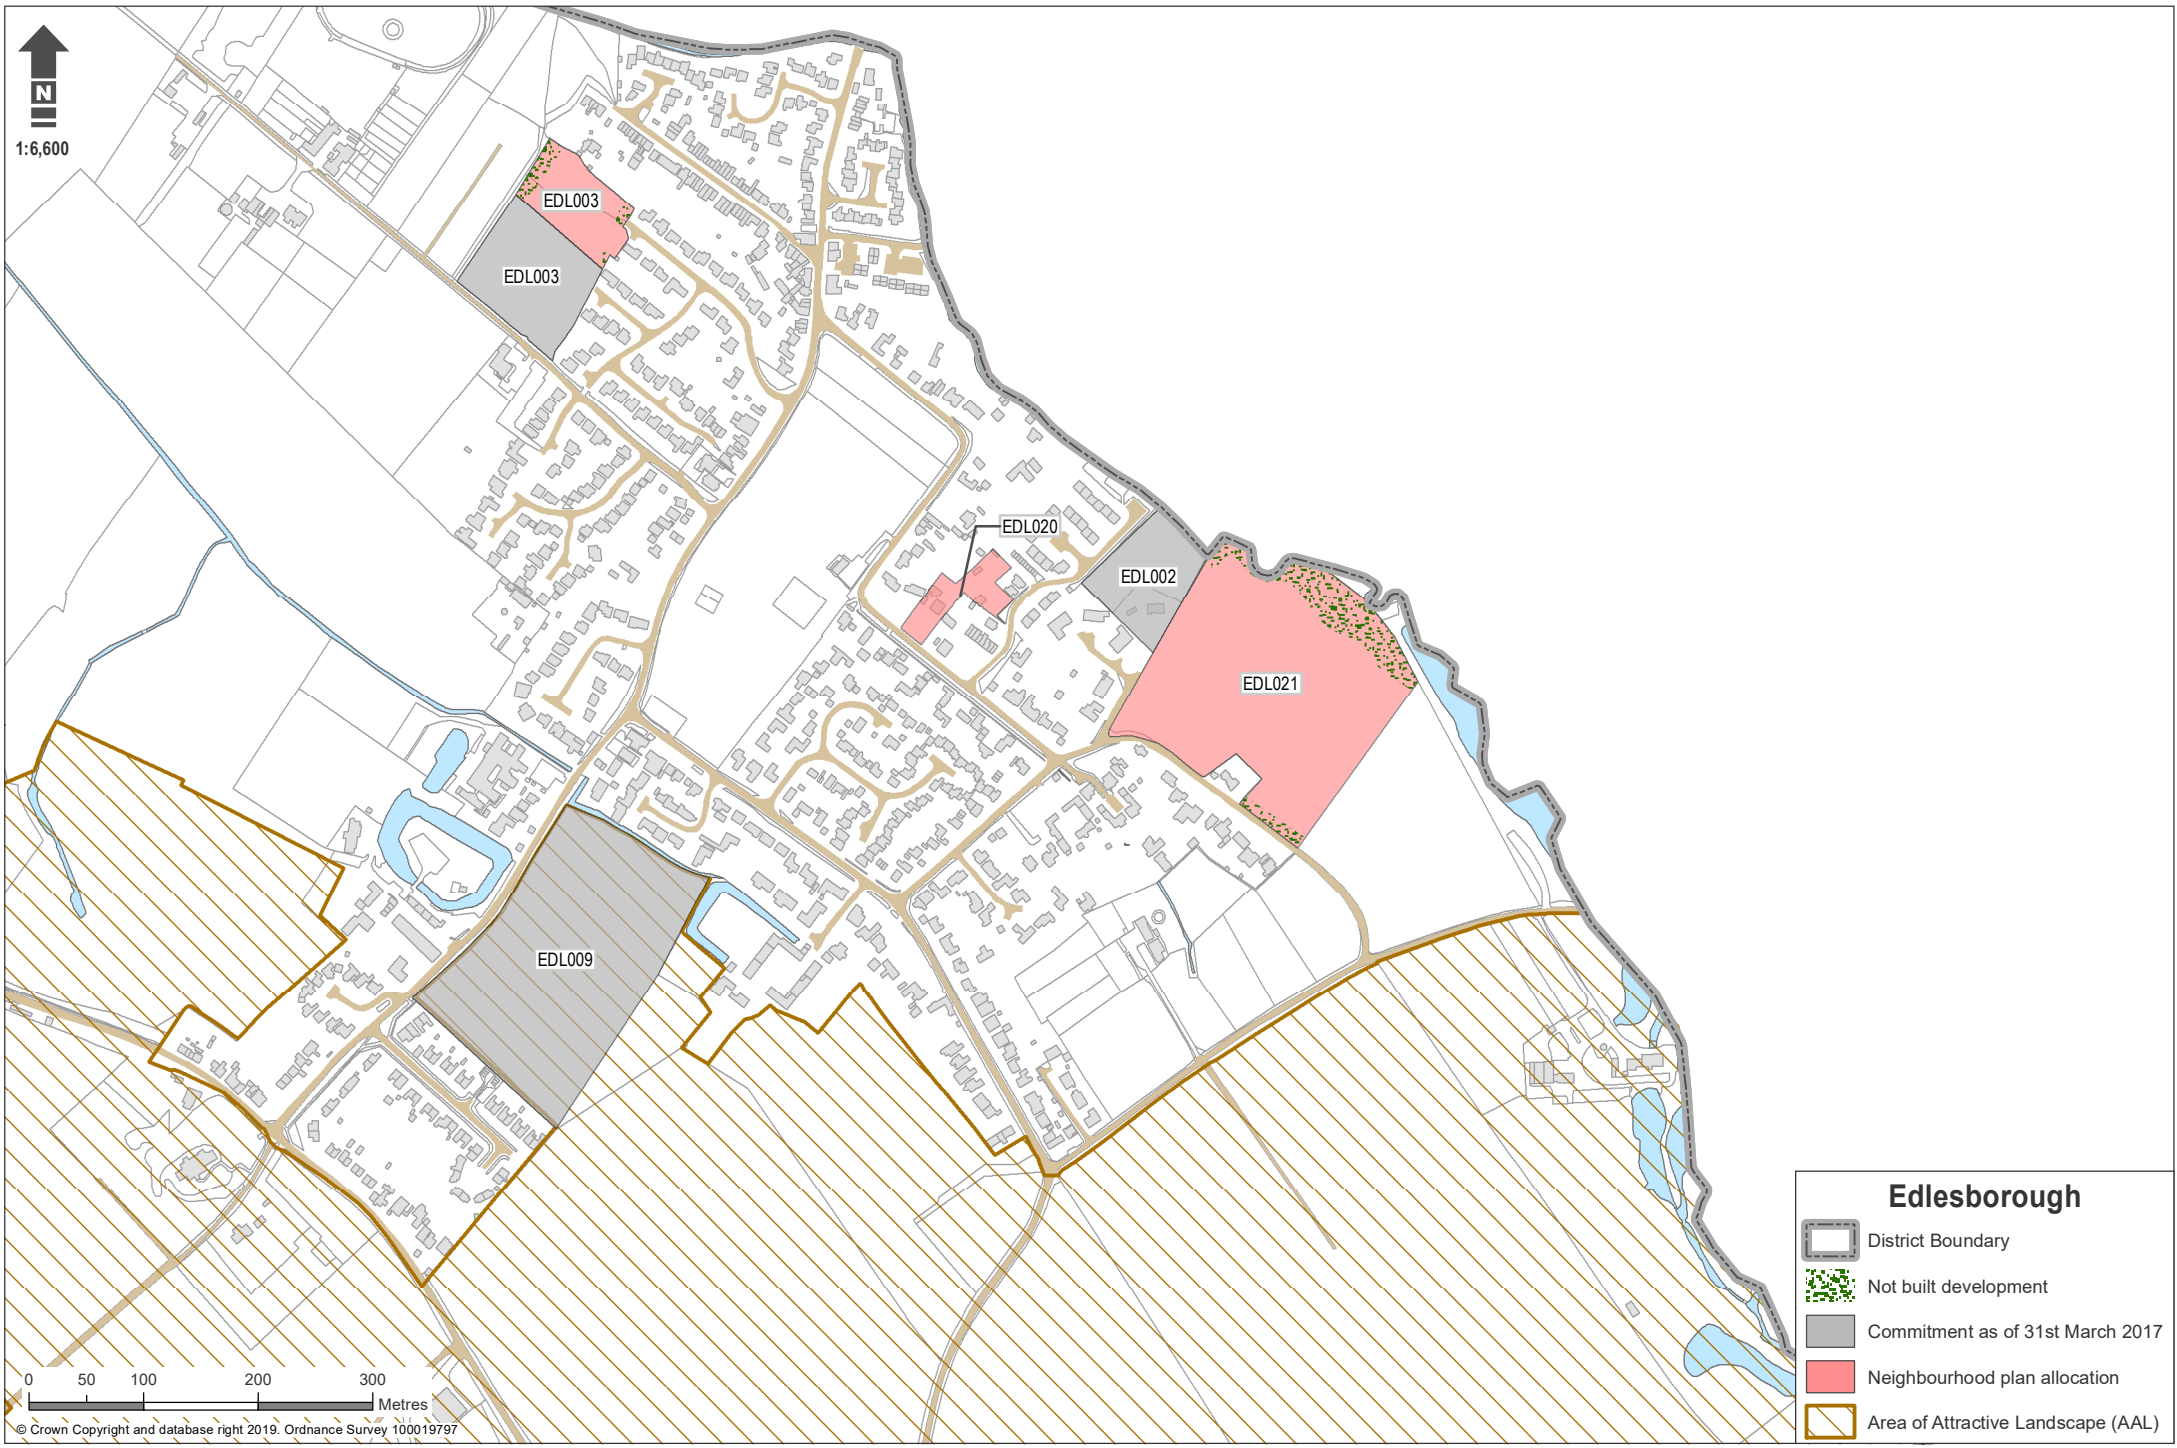 N
1:6,600
EDL003
EDL003
EDL020
EDL002
EDL021
EDL009
Edlesborough
District Boundary
Not built development
Commitment as of 31st March 2017
Neighbourhood plan allocation
Area of Attractive Landscape (AAL)
0 50 100 200 300
Metres
© Crown Copyright and database right 2019. Ordnance Survey 100019797